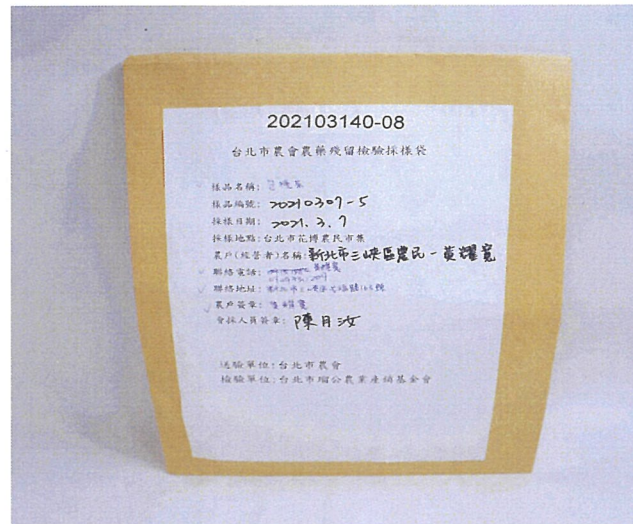 202103140-08
台北市農會農藥殘留檢驗採樣袋
樣品名稱:
樣品編號: 20210307-5
採樣日期: 2021.3.7
採樣地點:台北市花博農民市集
農戶(經營者)名稱:新北市三峽區農民-黃耀寬
聯絡電話:
聯絡地址:
農戶簽章:
會採人員簽章: 陳月汝
送驗單位:台北市農會
檢驗單位:台北市瑠公農業產銷基金會